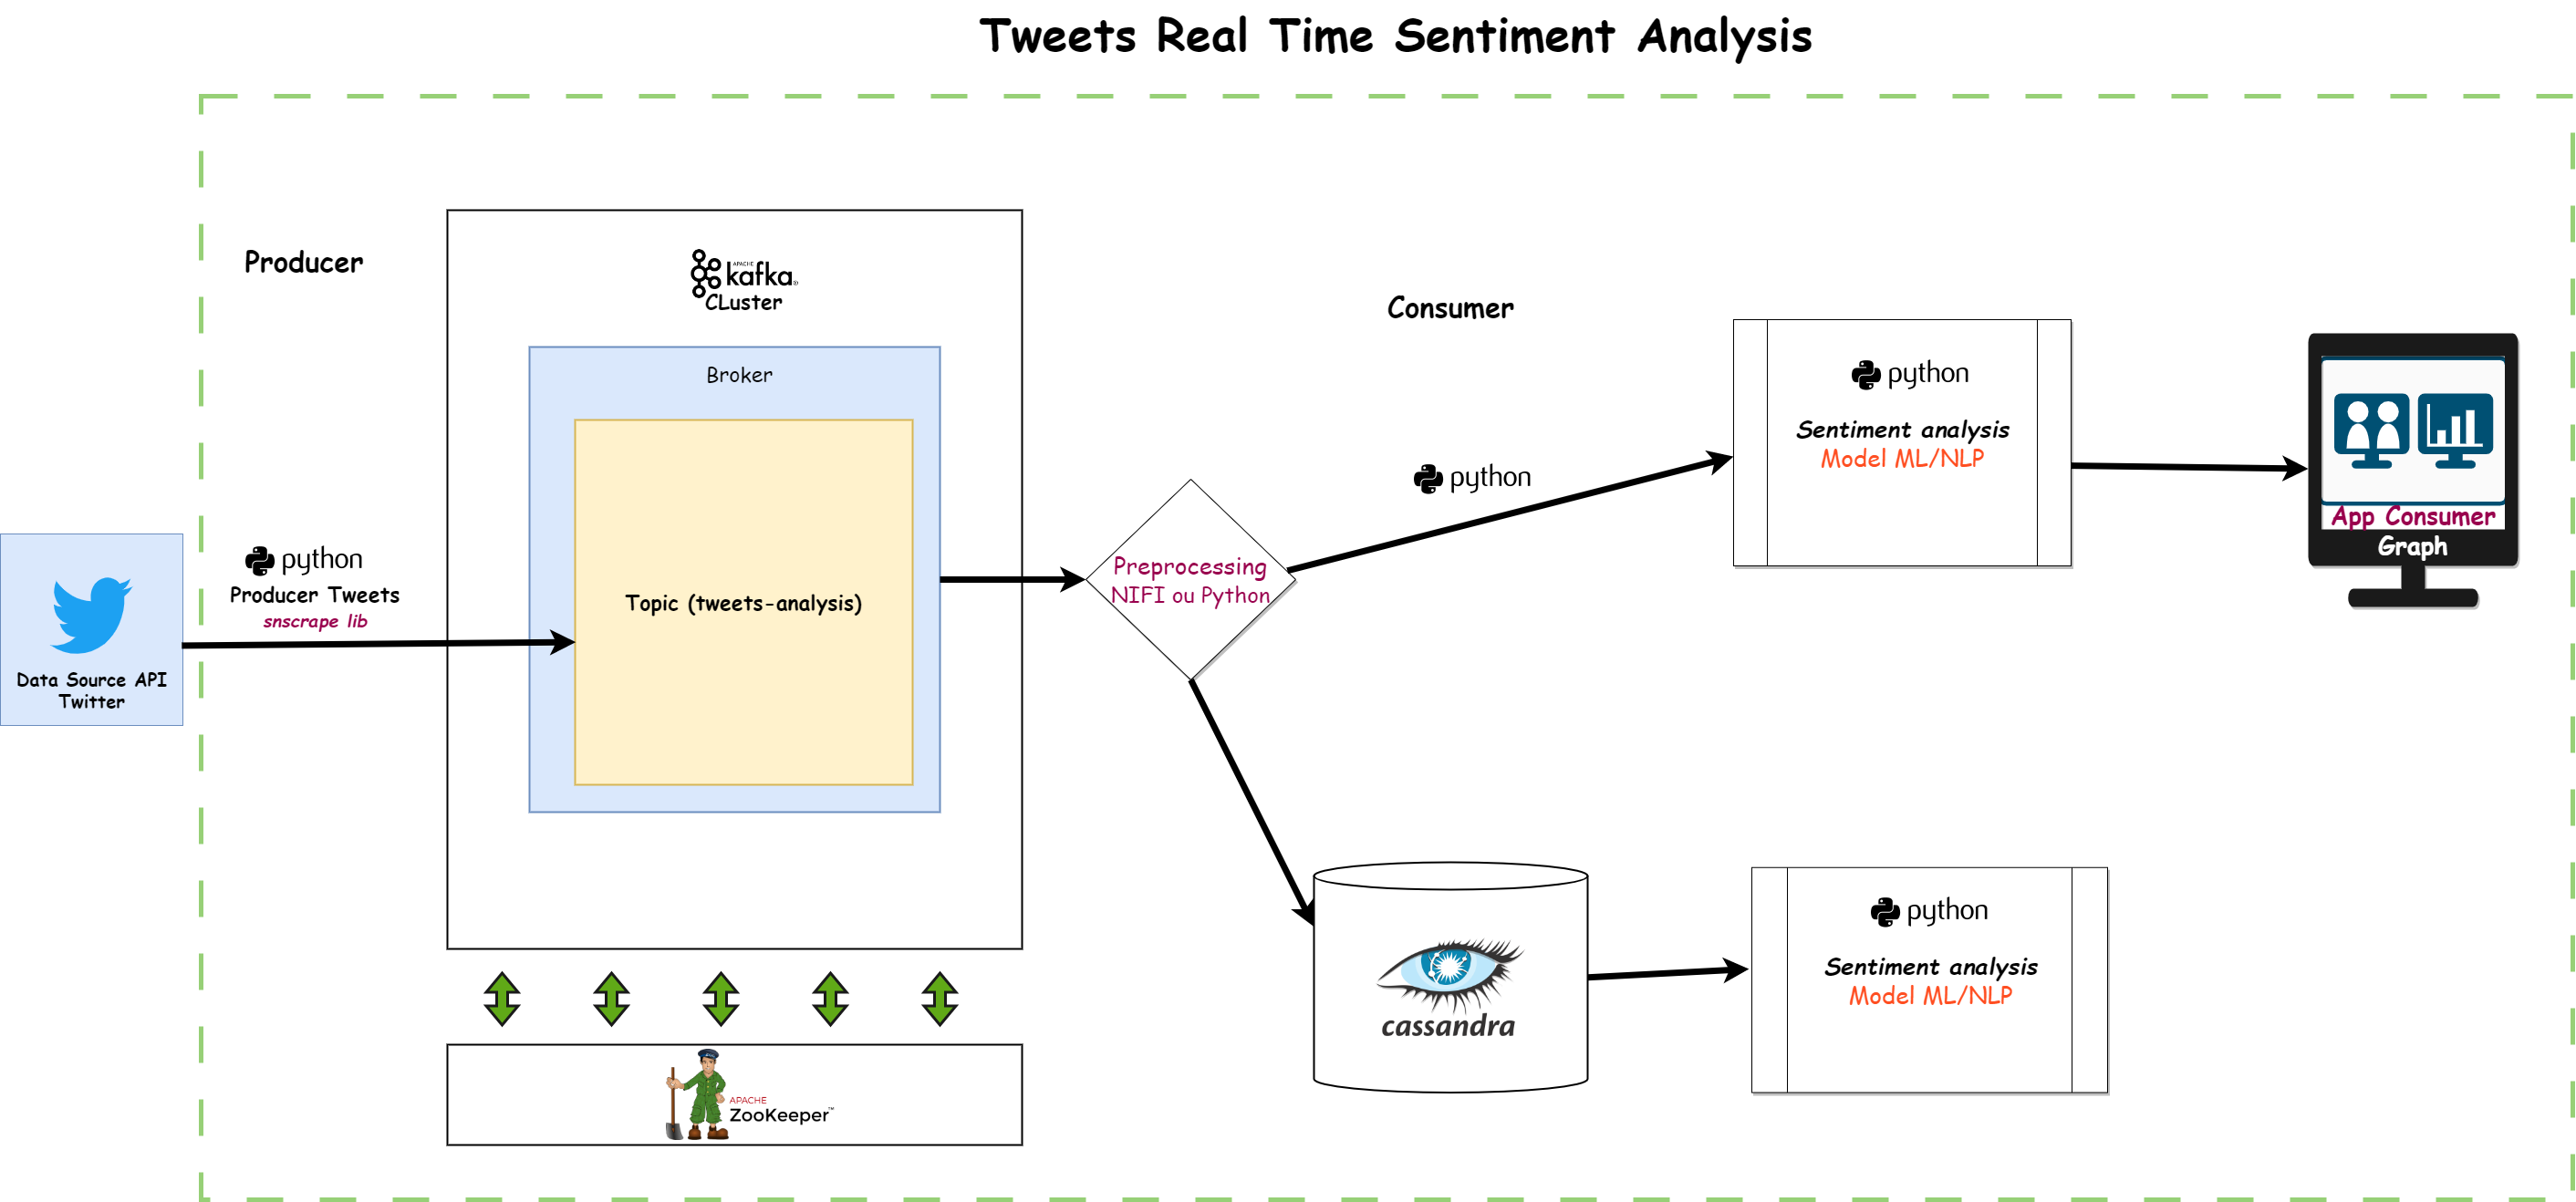 Tweets Real Time Sentiment Analysis
Producer
APACHE
kafka®
CLuster
Broker
Topic (tweets-analysis)
python
Producer Tweets
snscrape lib
Data Source API
Twitter
APACHE
ZooKeeper™
Preprocessing
NIFI ou Python
Consumer
python
python
Sentiment analysis
Model ML/NLP
App Consumer
Graph
cassandra
python
Sentiment analysis
Model ML/NLP